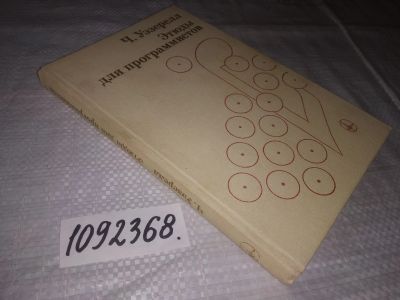 Ч. Уэзерелл
Этюды
для программистов
1092368.